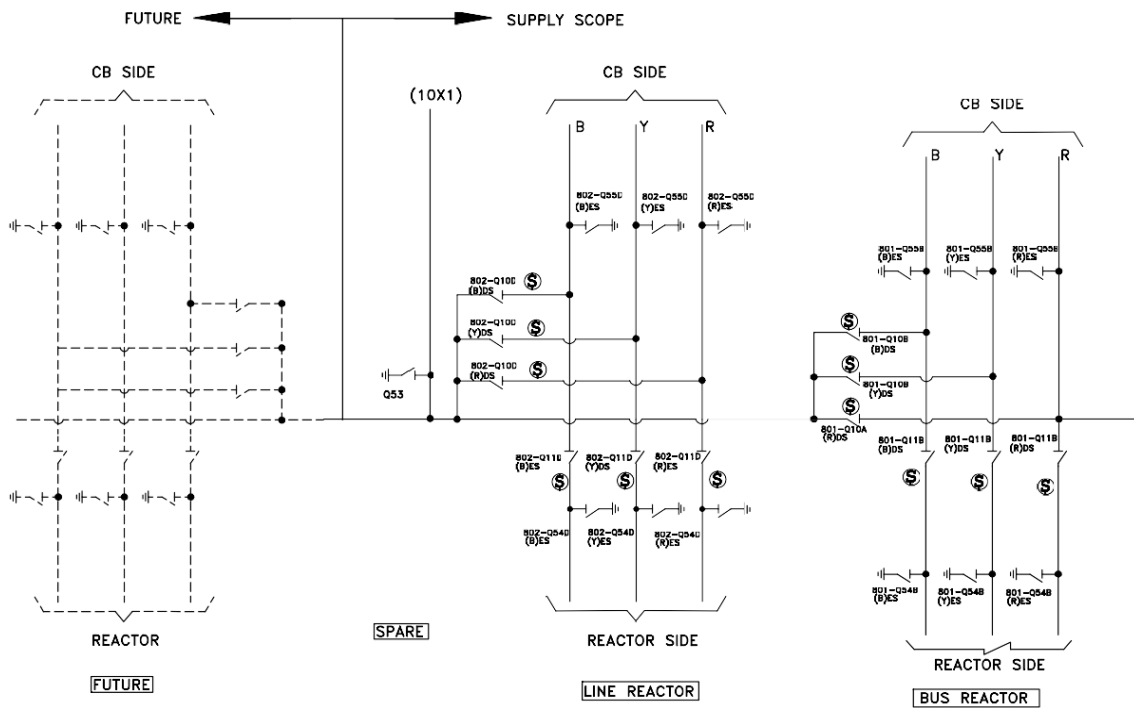 FUTURE
SUPPLY SCOPE
CB SIDE
(10X1)
CB SIDE
B Y R
CB SIDE
B Y R
802-Q55D
(B)ES
802-Q55D
(Y)ES
802-Q55D
(R)ES
801-Q55B
(B)ES
801-Q55B
(Y)ES
801-Q55B
(R)ES
802-Q10D
(B)DS
S
802-Q10D
(Y)DS
S
802-Q10D
(R)DS
S
Q53
S
801-Q10B
(B)DS
S
801-Q10B
(Y)DS
S
801-Q10A
(R)DS
802-Q11D
(B)ES
802-Q11D
(Y)DS
802-Q11D
(R)ES
S S S
801-Q11B
(B)DS
801-Q11B
(Y)DS
801-Q11B
(R)DS
S S S
802-Q54D
(B)ES
802-Q54D
(Y)ES
802-Q54D
(R)ES
801-Q54B
(B)ES
801-Q54B
(Y)ES
801-Q54B
(R)ES
REACTOR
SPARE
REACTOR SIDE
REACTOR SIDE
FUTURE
LINE REACTOR
BUS REACTOR